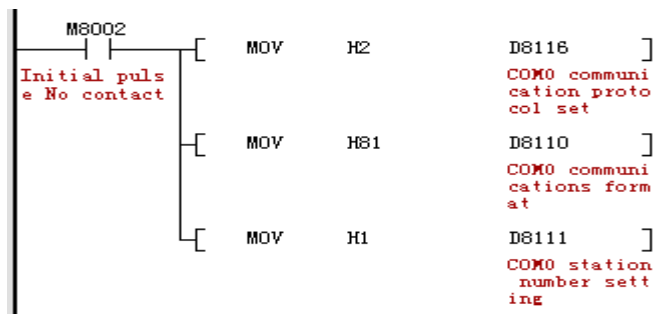 M8002
MOV H2 D8116
Initial puls
e No contact
COM0 communi
cation proto
col set
MOV H81 D8110
COM0 communi
cations form
at
MOV H1 D8111
COM0 station
number sett
ing